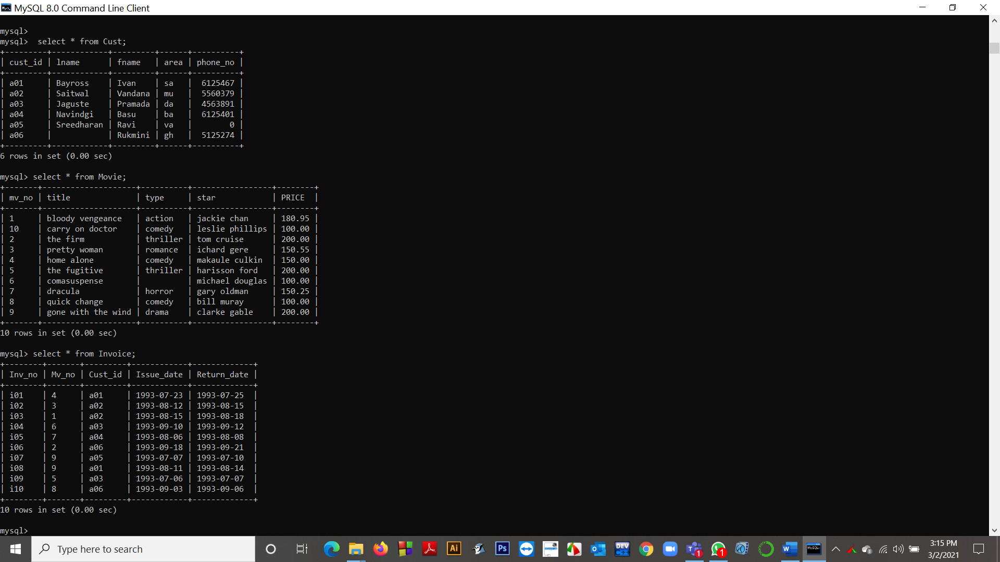 MySQL 8.0 Command Line Client
mysql>
mysql>  select * from Cust;
+---------+------------+---------+------+----------+
| cust_id | lname      | fname   | area | phone_no |
+---------+------------+---------+------+----------+
| a01     | Bayross    | Ivan    | sa   |  6125467 |
| a02     | Saitwal    | Vandana | mu   |  5560379 |
| a03     | Jaguste    | Pramada | da   |  4563891 |
| a04     | Navindgi   | Basu    | ba   |  6125401 |
| a05     | Sreedharan | Ravi    | va   |        0 |
| a06     |            | Rukmini | gh   |  5125274 |
+---------+------------+---------+------+----------+
6 rows in set (0.00 sec)
mysql> select * from Movie;
+-------+--------------------+----------+-----------------+--------+
| mv_no | title              | type     | star            | PRICE  |
+-------+--------------------+----------+-----------------+--------+
| 1     | bloody vengeance   | action   | jackie chan     | 180.95 |
| 10    | carry on doctor    | comedy   | leslie phillips | 100.00 |
| 2     | the firm           | thriller | tom cruise      | 200.00 |
| 3     | pretty woman       | romance  | ichard gere     | 150.55 |
| 4     | home alone         | comedy   | makaule culkin  | 150.00 |
| 5     | the fugitive       | thriller | harisson ford   | 200.00 |
| 6     | comasuspense       |          | michael douglas | 100.00 |
| 7     | dracula            | horror   | gary oldman     | 150.25 |
| 8     | quick change       | comedy   | bill muray      | 100.00 |
| 9     | gone with the wind | drama    | clarke gable    | 200.00 |
+-------+--------------------+----------+-----------------+--------+
10 rows in set (0.00 sec)
mysql> select * from Invoice;
+--------+-------+---------+------------+-------------+
| Inv_no | Mv_no | Cust_id | Issue_date | Return_date |
+--------+-------+---------+------------+-------------+
| i01    | 4     | a01     | 1993-07-23 | 1993-07-25  |
| i02    | 3     | a02     | 1993-08-12 | 1993-08-15  |
| i03    | 1     | a02     | 1993-08-15 | 1993-08-18  |
| i04    | 6     | a03     | 1993-09-10 | 1993-09-12  |
| i05    | 7     | a04     | 1993-08-06 | 1993-08-08  |
| i06    | 2     | a06     | 1993-09-18 | 1993-09-21  |
| i07    | 9     | a05     | 1993-07-07 | 1993-07-10  |
| i08    | 9     | a01     | 1993-08-11 | 1993-08-14  |
| i09    | 5     | a03     | 1993-07-06 | 1993-07-07  |
| i10    | 8     | a06     | 1993-09-03 | 1993-09-06  |
+--------+-------+---------+------------+-------------+
10 rows in set (0.00 sec)
mysql>
Type here to search
Ai
Ps
DEV
1
1
MySQL
3:15 PM
3/2/2021